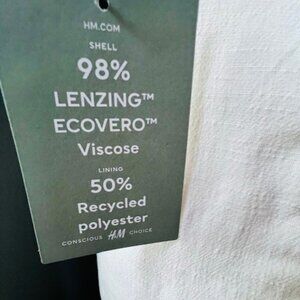 HM.COM
SHELL
98%
LENZING™
ECOVERO™
Viscose
LINING
50%
Recycled
polyester
CONSCIOUS H&M CHOICE